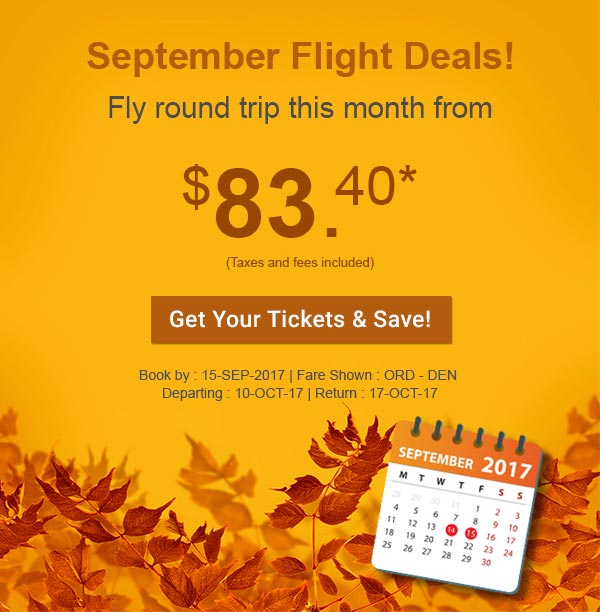 September Flight Deals!
Fly round trip this month from
$83.40*
(Taxes and fees included)
Get Your Tickets & Save!
Book by : 15-SEP-2017 | Fare Shown : ORD - DEN
Departing : 10-OCT-17 | Return : 17-OCT-17
SEPTEMBER 2017
M T W T F S S
28 29 30 31 1 2 3
4 5 6 7 8 9 10
11 12 13 14 15 16 17
18 19 20 21 22 23 24
25 26 27 28 29 30